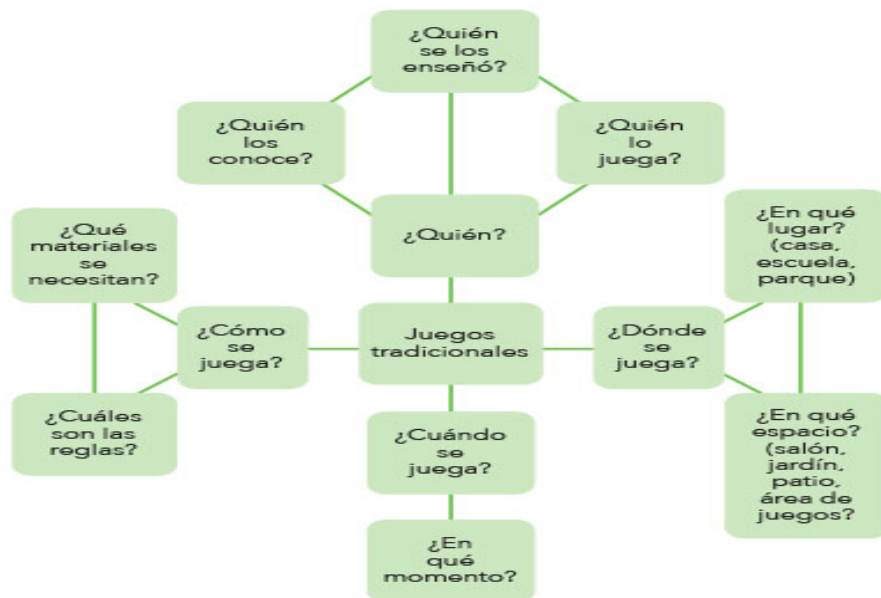 ¿Quién
se los
enseñó?
¿Quién
los
conoce?
¿Quién
lo
juega?
¿Quién?
¿Qué
materiales
se
necesitan?
¿En qué
lugar?
(casa,
escuela,
parque)
¿Cómo
se
juega?
Juegos
tradicionales
¿Dónde
se
juega?
¿Cuáles
son las
reglas?
¿Cuándo
se
juega?
¿En qué
espacio?
(salón,
jardín,
patio,
área de
juegos?
¿En
qué
momento?